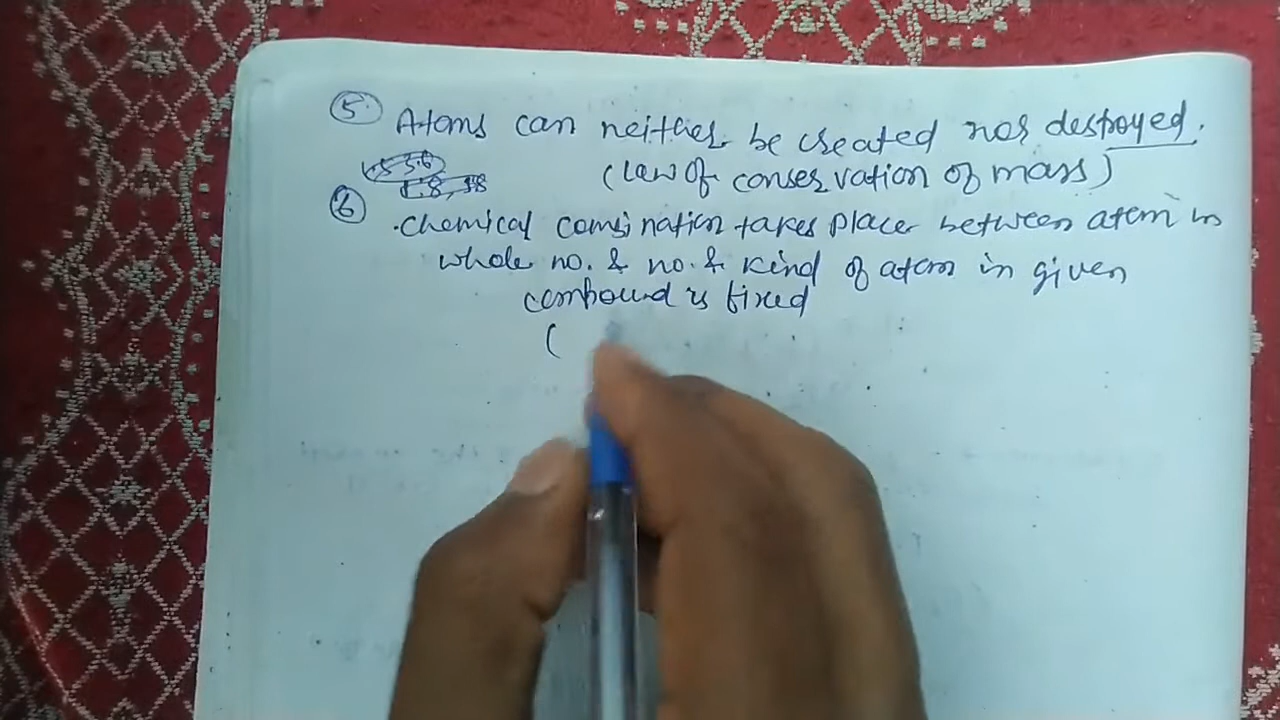 5. Atoms can neither be created nor destroyed.
(Law of conservation of mass)
6 Chemical combination takes place between atom in
whole no. & no. & kind of atom in given
compound is fixed
(